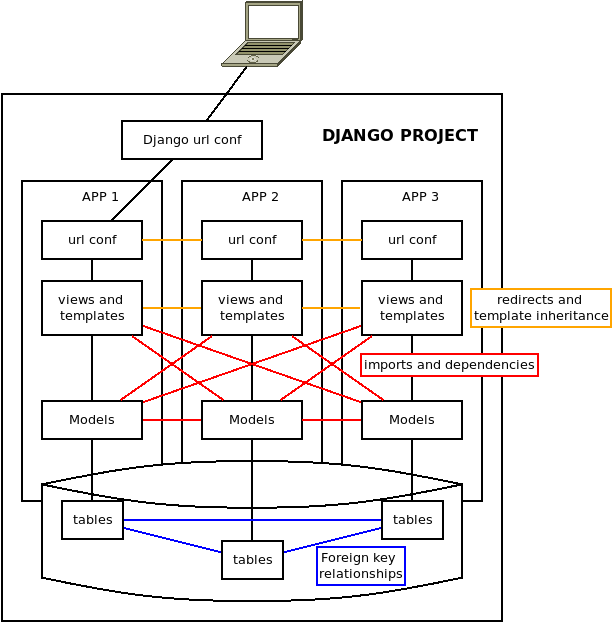 Django url conf
DJANGO PROJECT
APP 1
APP 2
APP 3
url conf
url conf
url conf
views and
templates
views and
templates
views and
templates
redirects and
template inheritance
imports and dependencies
Models
Models
Models
tables
tables
tables
Foreign key
relationships